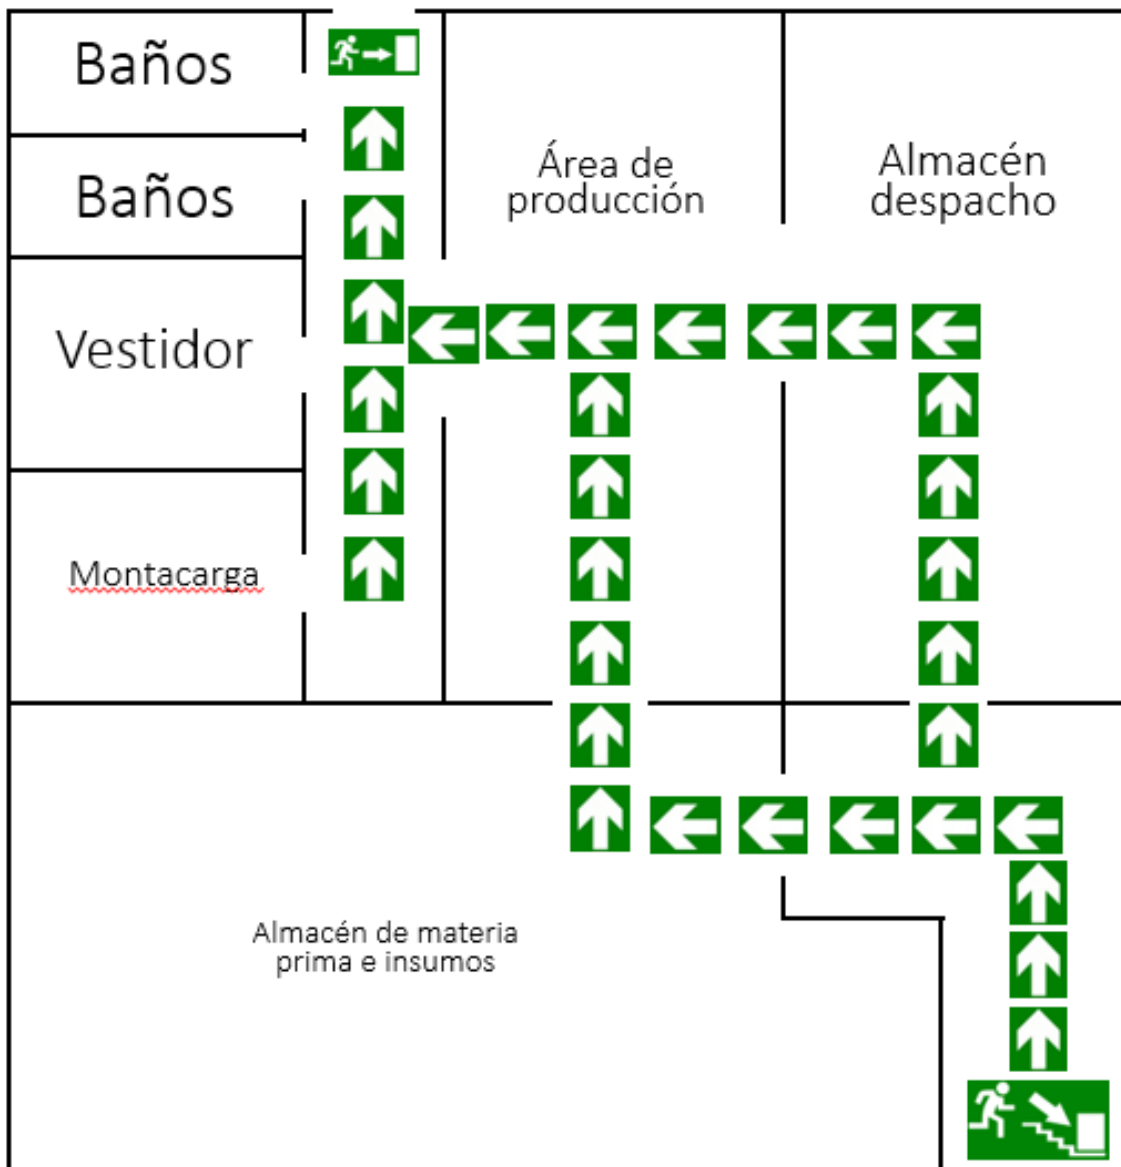 Baños
Baños
Vestidor
Montacarga
Área de
producción
Almacén
despacho
Almacén de materia
prima e insumos